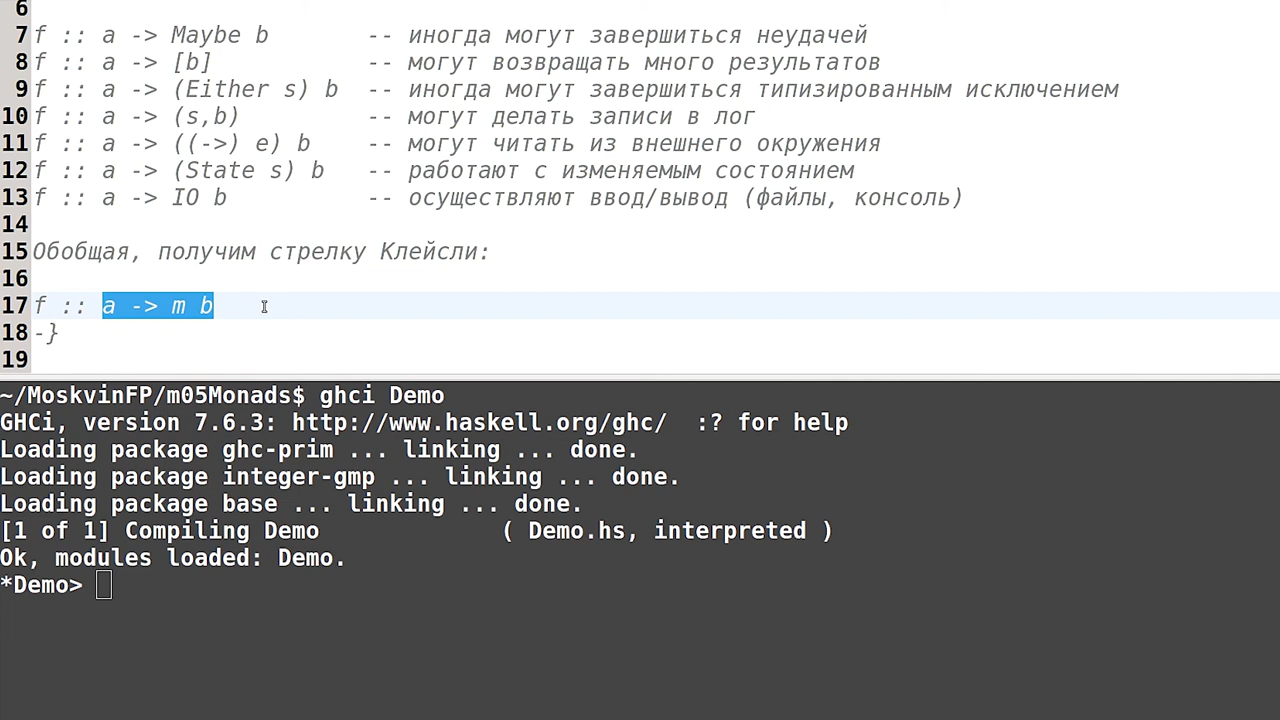 6
7 f :: a -> Maybe b -- иногда могут завершиться неудачей
8 f :: a -> [b] -- могут возвращать много результатов
9 f :: a -> (Either s) b -- иногда могут завершиться типизированным исключением
10 f :: a -> (s,b) -- могут делать записи в лог
11 f :: a -> ((->) e) b -- могут читать из внешнего окружения
12 f :: a -> (State s) b -- работают с изменяемым состоянием
13 f :: a -> IO b -- осуществляют ввод/вывод (файлы, консоль)
14
15 Обобщая, получим стрелку Клейсли:
16
17 f :: a -> m b
18 -}
19
~/MoskvinFP/m05Monads$ ghci Demo
GHCi, version 7.6.3: http://www.haskell.org/ghc/  :? for help
Loading package ghc-prim ... linking ... done.
Loading package integer-gmp ... linking ... done.
Loading package base ... linking ... done.
[1 of 1] Compiling Demo             ( Demo.hs, interpreted )
Ok, modules loaded: Demo.
*Demo>